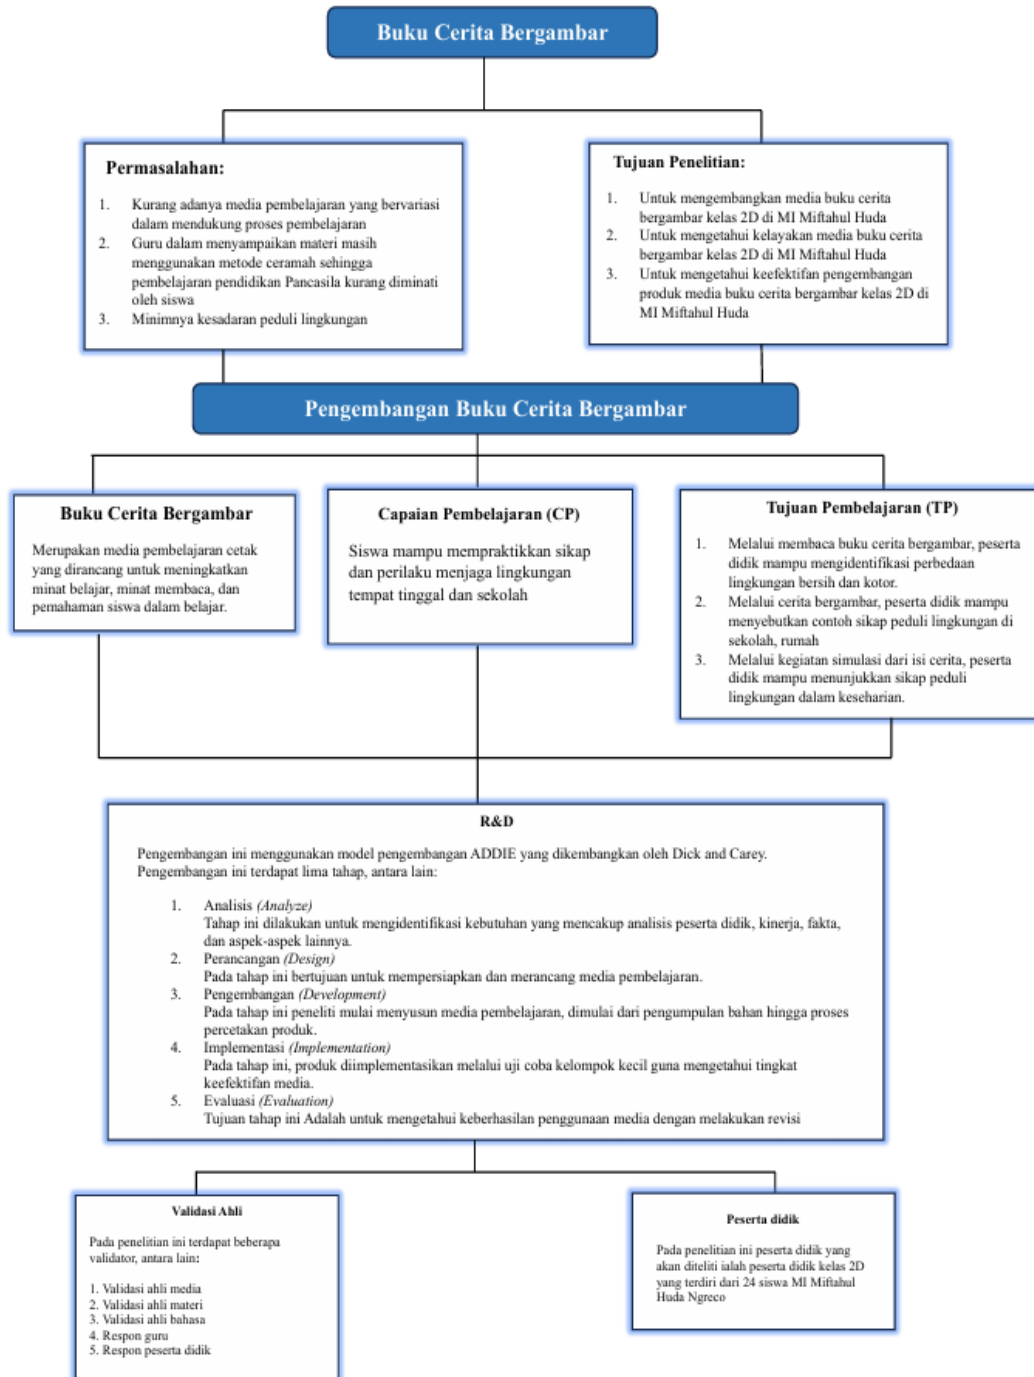 Buku Cerita Bergambar
Permasalahan:
1. Kurang adanya media pembelajaran yang bervariasi
dalam mendukung proses pembelajaran
2. Guru dalam menyampaikan materi masih
menggunakan metode ceramah sehingga
pembelajaran pendidikan Pancasila kurang diminati
oleh siswa
3. Minimnya kesadaran peduli lingkungan
Tujuan Penelitian:
1. Untuk mengembangkan media buku cerita
bergambar kelas 2D di MI Miftahul Huda
2. Untuk mengetahui kelayakan media buku cerita
bergambar kelas 2D di MI Miftahul Huda
3. Untuk mengetahui keefektifan pengembangan
produk media buku cerita bergambar kelas 2D di
MI Miftahul Huda
Pengembangan Buku Cerita Bergambar
Buku Cerita Bergambar
Merupakan media pembelajaran cetak
yang dirancang untuk meningkatkan
minat belajar, minat membaca, dan
pemahaman siswa dalam belajar.
Capaian Pembelajaran (CP)
Siswa mampu mempraktikkan sikap
dan perilaku menjaga lingkungan
tempat tinggal dan sekolah
Tujuan Pembelajaran (TP)
1. Melalui membaca buku cerita bergambar, peserta
didik mampu mengidentifikasi perbedaan
lingkungan bersih dan kotor.
2. Melalui cerita bergambar, peserta didik mampu
menyebutkan contoh sikap peduli lingkungan di
sekolah, rumah
3. Melalui kegiatan simulasi dari isi cerita, peserta
didik mampu menunjukkan sikap peduli
lingkungan dalam keseharian.
R&D
Pengembangan ini menggunakan model pengembangan ADDIE yang dikembangkan oleh Dick and Carey.
Pengembangan ini terdapat lima tahap, antara lain:
1. Analisis (Analyze)
Tahap ini dilakukan untuk mengidentifikasi kebutuhan yang mencakup analisis peserta didik, kinerja, fakta,
dan aspek-aspek lainnya.
2. Perancangan (Design)
Pada tahap ini bertujuan untuk mempersiapkan dan merancang media pembelajaran.
3. Pengembangan (Development)
Pada tahap ini peneliti mulai menyusun media pembelajaran, dimulai dari pengumpulan bahan hingga proses
percetakan produk.
4. Implementasi (Implementation)
Pada tahap ini, produk diimplementasikan melalui uji coba kelompok kecil guna mengetahui tingkat
keefektifan media.
5. Evaluasi (Evaluation)
Tujuan tahap ini Adalah untuk mengetahui keberhasilan penggunaan media dengan melakukan revisi
Validasi Ahli
Pada penelitian ini terdapat beberapa
validator, antara lain:
1. Validasi ahli media
2. Validasi ahli materi
3. Validasi ahli bahasa
4. Respon guru
5. Respon peserta didik
Peserta didik
Pada penelitian ini peserta didik yang
akan diteliti ialah peserta didik kelas 2D
yang terdiri dari 24 siswa MI Miftahul
Huda Ngreco